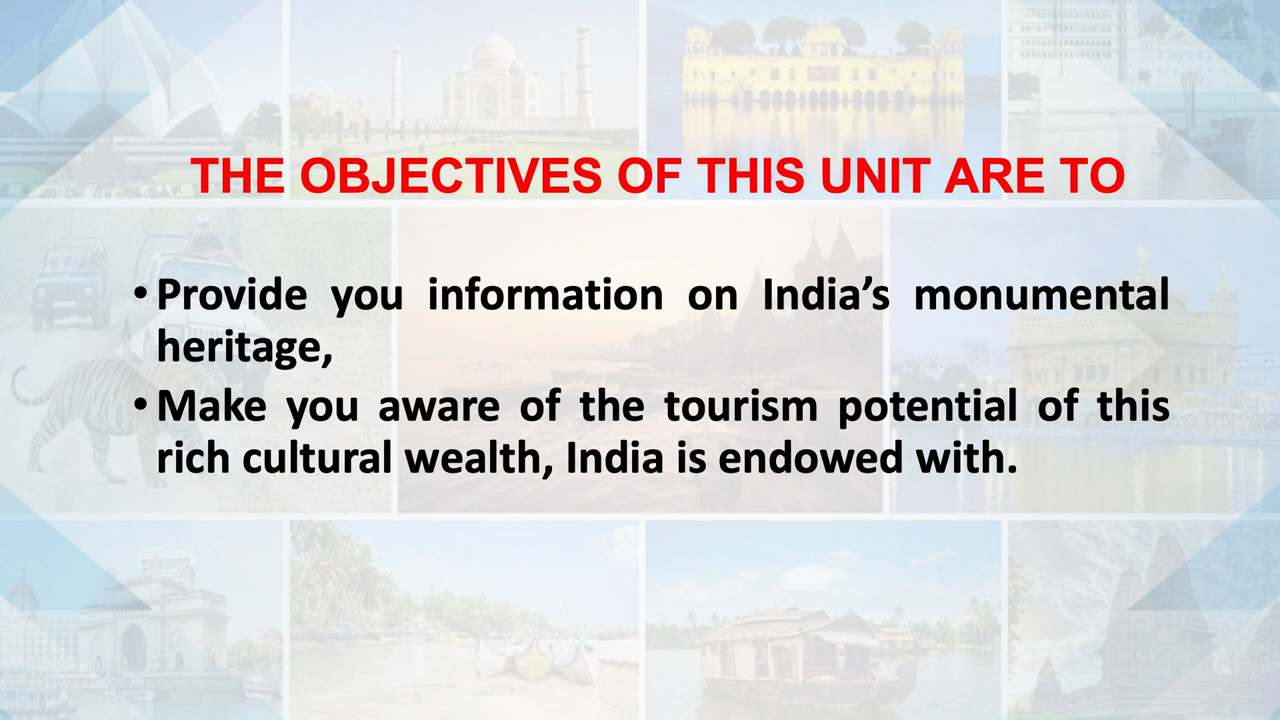 THE OBJECTIVES OF THIS UNIT ARE TO
• Provide you information on India’s monumental
heritage,
• Make you aware of the tourism potential of this
rich cultural wealth, India is endowed with.